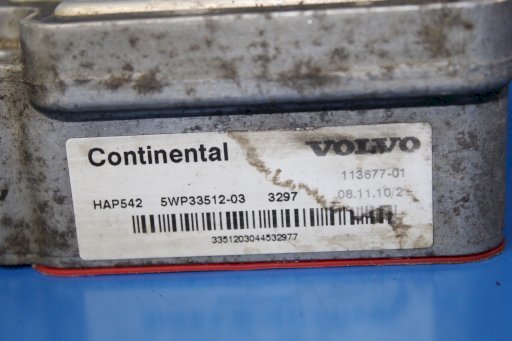 Continental VOLVO
113677-01
HAP542 5WP33512-03 3297 08.11.10/2
3351203044532977